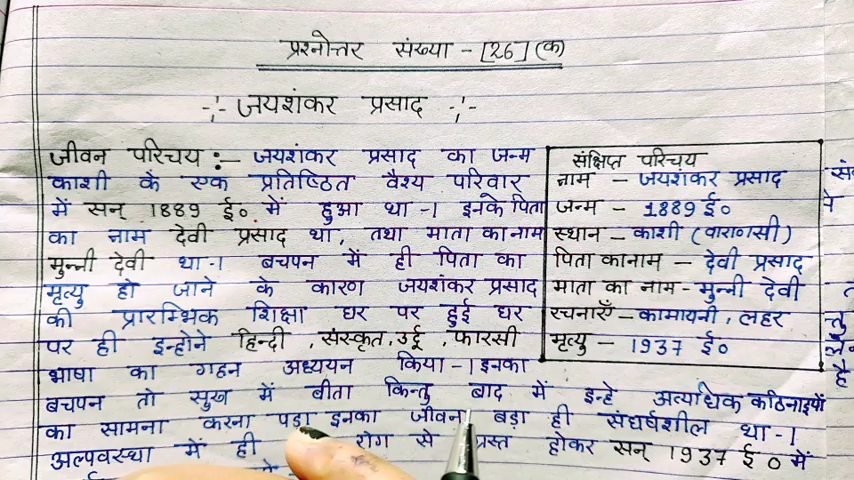 प्रश्नोत्तर संख्या - [26] (क)
-:- जयशंकर प्रसाद -:-
जीवन परिचय :- जयशंकर प्रसाद का जन्म
काशी के एक प्रतिष्ठित वैश्य परिवार
में सन् 1889 ई० में हुआ था -। इनके पिता
का नाम देवी प्रसाद था, तथा माता का नाम
मुन्नी देवी था -। बचपन में ही पिता का
मृत्यु हो जाने के कारण जयशंकर प्रसाद
की प्रारम्भिक शिक्षा घर पर हुई घर
पर ही इन्होने हिन्दी , संस्कृत , उर्दू , फारसी
भाषा का गहन अध्ययन किया -। इनका
बचपन तो सुख में बीता किन्तु बाद में इन्हे अत्याधिक कठिनाइयों
का सामना करना पड़ा इनका जीवन बड़ा ही संघर्षशील था -।
अल्पवस्था में ही रोग से ग्रस्त होकर सन् 1937 ई० में
संक्षिप्त परिचय
नाम - जयशंकर प्रसाद
जन्म - 1889 ई०
स्थान - काशी (वाराणसी)
पिता का नाम - देवी प्रसाद
माता का नाम - मुन्नी देवी
रचनाएँ - कामायनी , लहर
मृत्यु - 1937 ई०